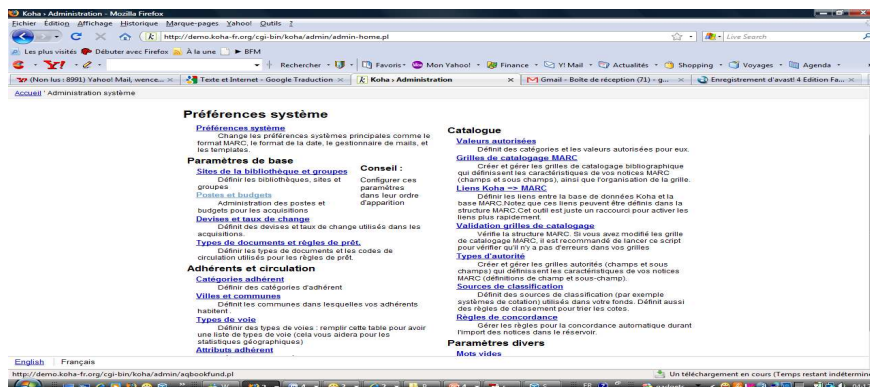 Koha › Administration - Mozilla Firefox
Fichier Édition Affichage Historique Marque-pages Yahoo! Outils ?
http://demo.koha-fr.org/cgi-bin/koha/admin/admin-home.pl
Live Search
Les plus visités Débuter avec Firefox À la une BFM
Rechercher Favoris Mon Yahoo! Finance Y! Mail Actualités Shopping Voyages Agenda
(Non lus : 8991) Yahoo! Mail, wence... Texte et Internet - Google Traduction Koha › Administration Gmail - Boîte de réception (71) - g... Enregistrement d'avast! 4 Edition Fa...
Accueil ' Administration système
Préférences système
Préférences système
Change les préférences systèmes principales comme le
format MARC, le format de la date, le gestionnaire de mails, et
les templates.
Paramètres de base
Sites de la bibliothèque et groupes
Définir les bibliothèques, sites et
groupes
Postes et budgets
Administration des postes et
budgets pour les acquisitions
Conseil :
Configurer ces
paramètres
dans leur ordre
d'apparition
Devises et taux de change
Définit des devises et taux de change utilisés dans les
acquisitions.
Types de documents et règles de prêt.
Définir les types de documents et les codes de
circulation utilisés pour les règles de prêt.
Adhérents et circulation
Catégories adhérent
Définir des catégories d'adhérent
Villes et communes
Définit les communes dans lesquelles vos adhérents
habitent .
Types de voie
Définir des types de voies : remplir cette table pour avoir
une liste de types de voie (cela vous aidera pour les
statistiques géographiques)
Attributs adhérent
Catalogue
Valeurs autorisées
Définit des catégories et les valeurs autorisées pour eux.
Grilles de catalogage MARC
Créer et gérer les grilles de catalogage bibliographique
qui définissent les caractéristiques de vos notices MARC
(champs et sous champs), ainsi que l'organisation de la grille.
Liens Koha => MARC
Définir les liens entre la base de données Koha et la
base MARC.Notez que ces liens peuvent être définis dans la
structure MARC.Cet outil est juste un raccourci pour activer les
liens plus rapidement.
Validation grilles de catalogage
Vérifie la structure MARC. Si vous avez modifié les grille
de catalogage MARC, il est recommandé de lancer ce script
pour vérifier qu'il n'y a pas d'erreurs dans vos grilles
Types d'autorité
Créer et gérer les grilles autorités (champs et sous
champs) qui définissent les caractéristiques de vos notices
MARC (définitions de champ et sous-champ).
Sources de classification
Définit des sources de classification (par exemple
systèmes de cotation) utilisés dans votre fonds. Définit aussi
des règles de classement pour trier les cotes .
Règles de concordance
Gérer les règles pour la concordance automatique durant
l'import des notices dans le réservoir.
Paramètres divers
Mots vides
English Français
http://demo.koha-fr.org/cgi-bin/koha/admin/aqbookfund.pl
Un téléchargement en cours (Temps restant indétermin
FR
04:17